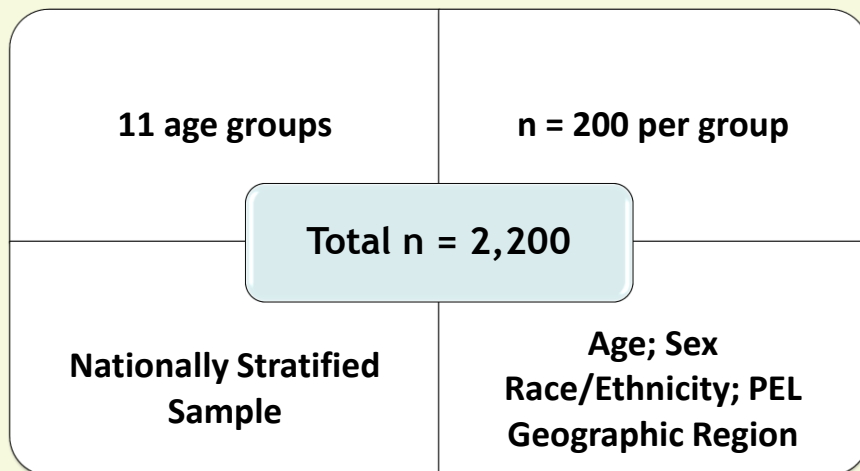 11 age groups
n = 200 per group
Total n = 2,200
Nationally Stratified
Sample
Age; Sex
Race/Ethnicity; PEL
Geographic Region